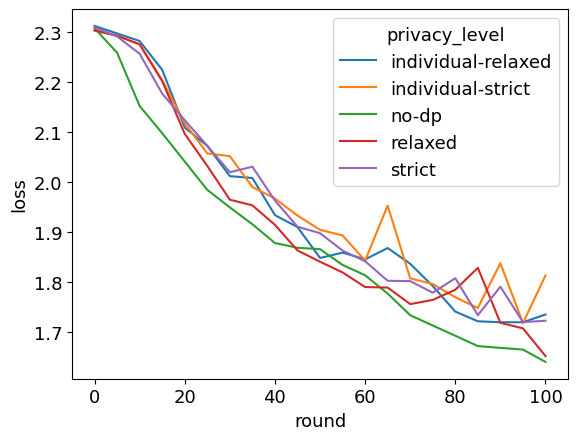 privacy_level
individual-relaxed
individual-strict
no-dp
relaxed
strict
loss
2.3
2.2
2.1
2.0
1.9
1.8
1.7
0 20 40 60 80 100
round